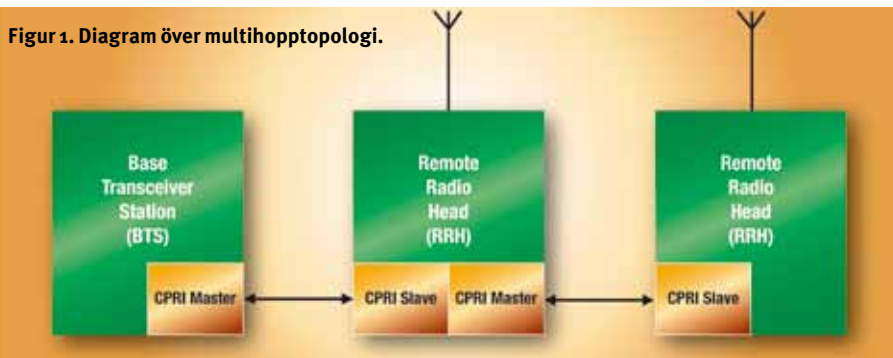 Figur 1. Diagram över multihopptopologi.
Base
Transceiver
Station
(BTS)
CPRI Master
Remote
Radio
Head
(RRH)
CPRI Slave
CPRI Master
Remote
Radio
Head
(RRH)
CPRI Slave